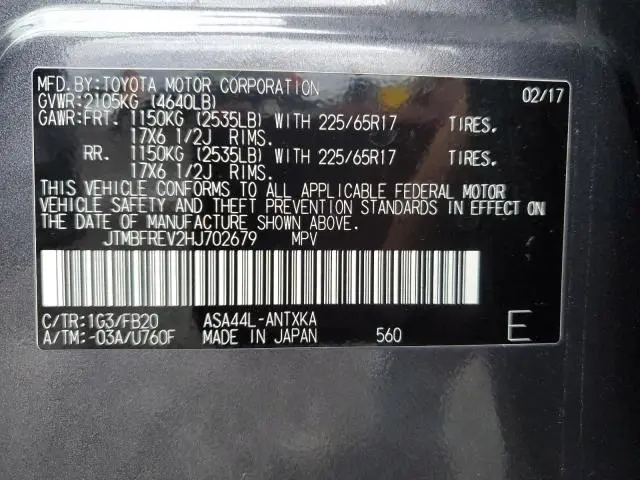 MFD. BY: TOYOTA MOTOR CORPORATION 02/17
GVWR: 2105KG (4640LB)
GAWR: FRT. 1150KG (2535LB) WITH 225/65R17 TIRES.
17X6 1/2J RIMS.
RR. 1150KG (2535LB) WITH 225/65R17 TIRES.
17X6 1/2J RIMS.
THIS VEHICLE CONFORMS TO ALL APPLICABLE FEDERAL MOTOR
VEHICLE SAFETY AND THEFT PREVENTION STANDARDS IN EFFECT ON
THE DATE OF MANUFACTURE SHOWN ABOVE.
JTMBFREV2HJ702679 MPV
C/TR: 1G3/FB20 ASA44L-ANTXKA
A/TM: -03A/U760F MADE IN JAPAN 560 E